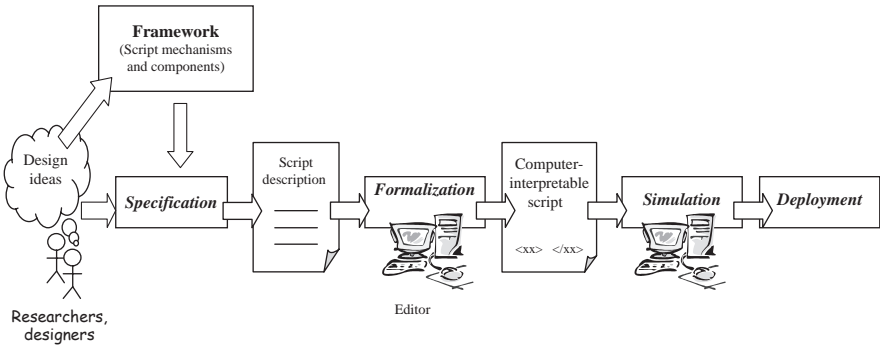 Framework
(Script mechanisms
and components)
Design
ideas
Specification
Script
description
Formalization
Computer-
interpretable
script
<xx> </xx>
Simulation
Deployment
Editor
Researchers,
designers